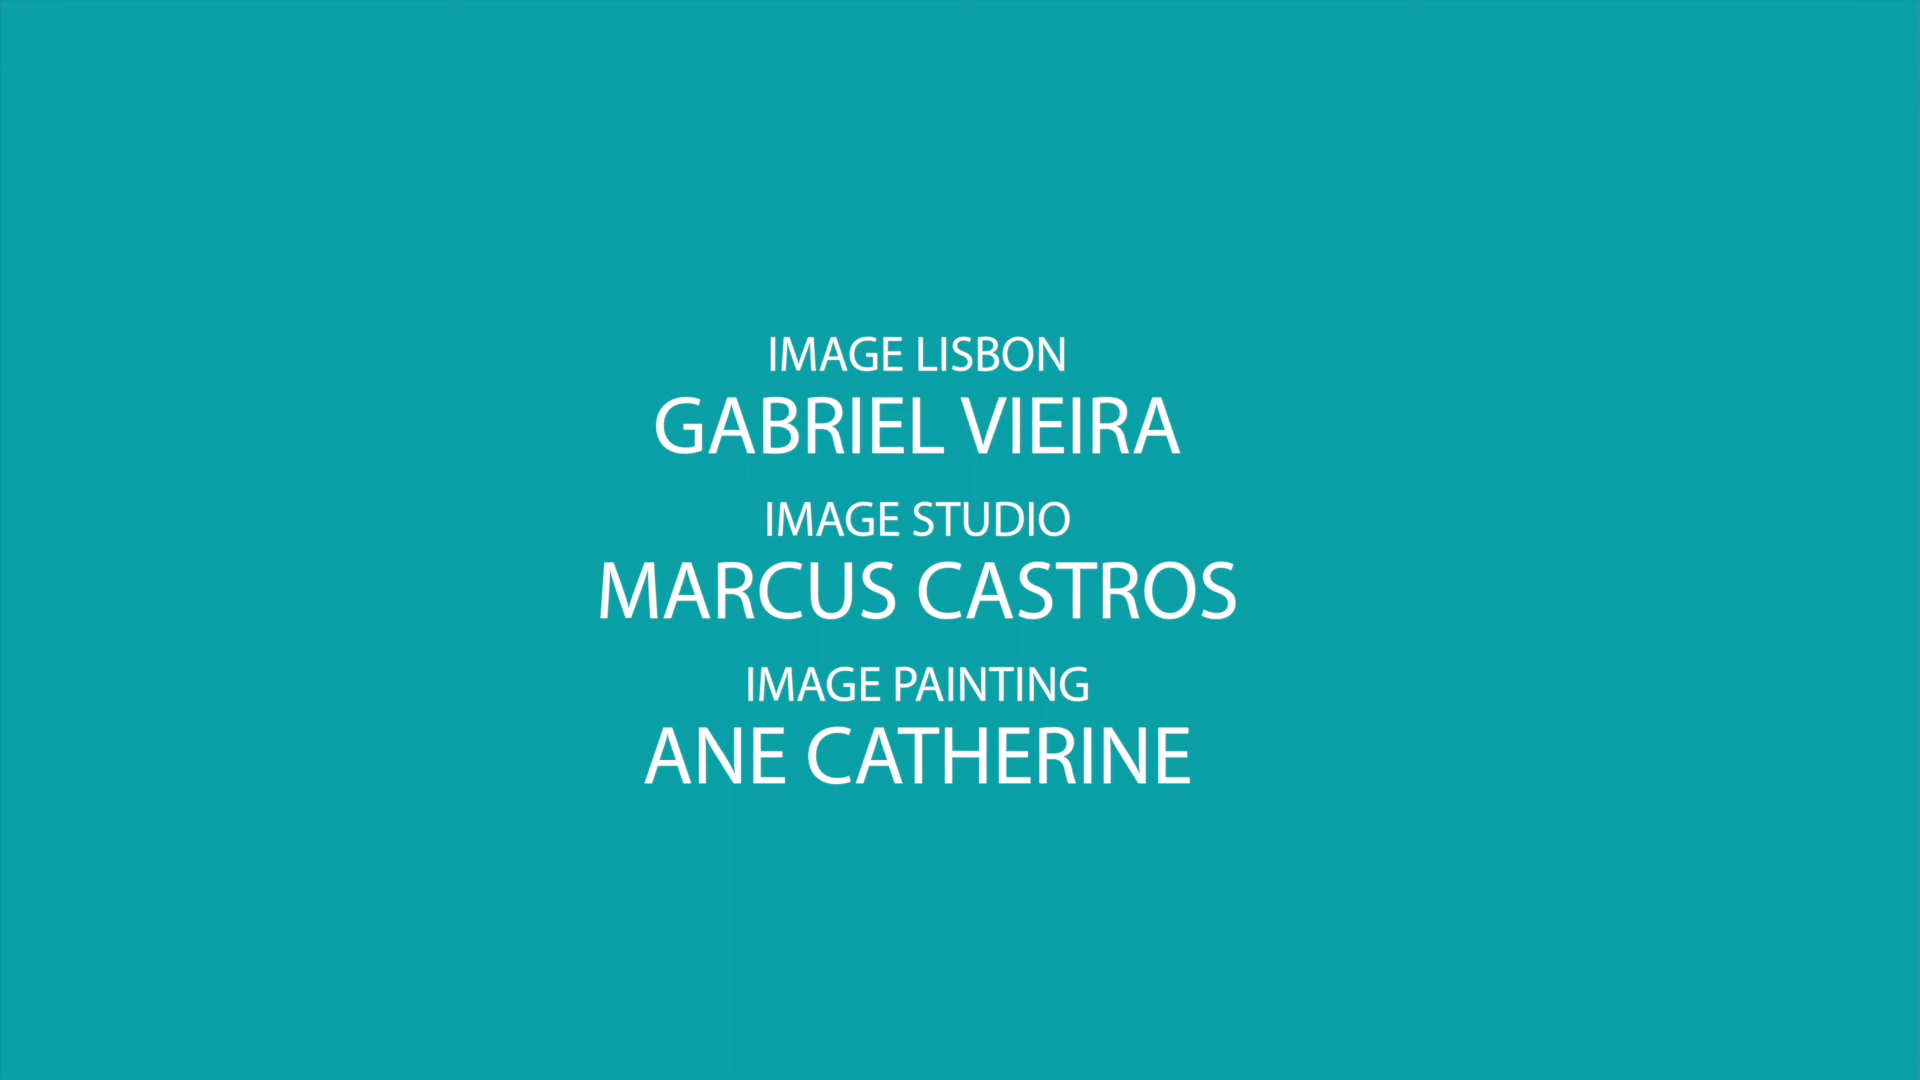 IMAGE LISBON
GABRIEL VIEIRA
IMAGE STUDIO
MARCUS CASTROS
IMAGE PAINTING
ANE CATHERINE